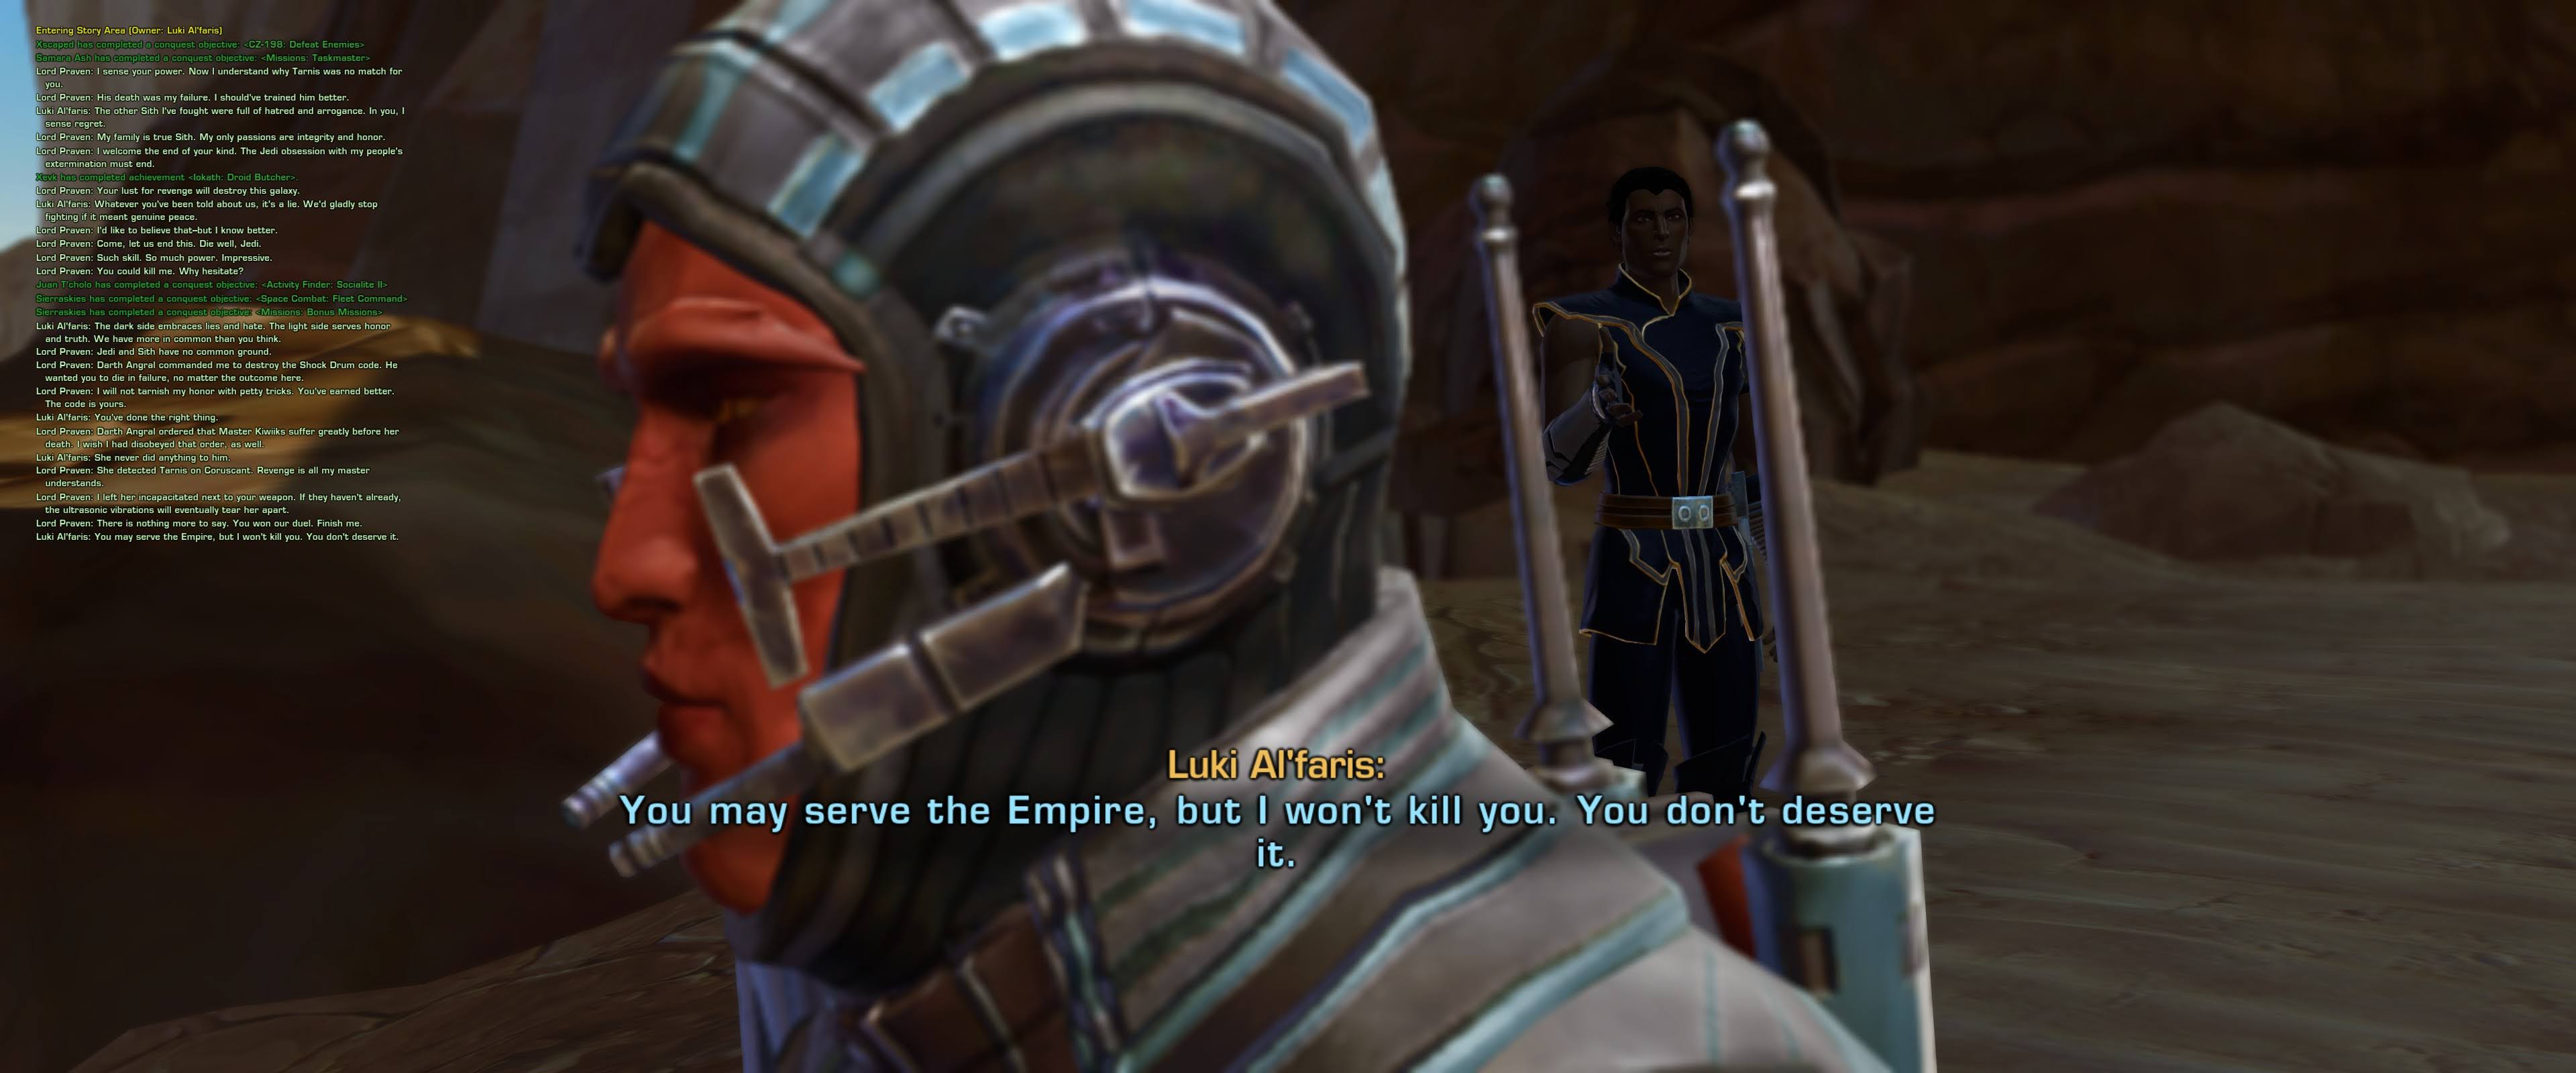 Entering Story Area (Owner: Luki Al'faris)
Xscaped has completed a conquest objective: <CZ-198: Defeat Enemies>
Samara Ash has completed a conquest objective: <Missions: Taskmaster>
Lord Praven: I sense your power. Now I understand why Tarnis was no match for
you.
Lord Praven: His death was my failure. I should've trained him better.
Luki Al'faris: The other Sith I've fought were full of hatred and arrogance. In you, I
sense regret.
Lord Praven: My family is true Sith. My only passions are integrity and honor.
Lord Praven: I welcome the end of your kind. The Jedi obsession with my people's
extermination must end.
Xevk has completed achievement <Iokath: Droid Butcher>.
Lord Praven: Your lust for revenge will destroy this galaxy.
Luki Al'faris: Whatever you've been told about us, it's a lie. We'd gladly stop
fighting if it meant genuine peace.
Lord Praven: I'd like to believe that–but I know better.
Lord Praven: Come, let us end this. Die well, Jedi.
Lord Praven: Such skill. So much power. Impressive.
Lord Praven: You could kill me. Why hesitate?
Juan T'cholo has completed a conquest objective: <Activity Finder: Socialite II>
Sierraskies has completed a conquest objective: <Space Combat: Fleet Command>
Sierraskies has completed a conquest objective: <Missions: Bonus Missions>
Luki Al'faris: The dark side embraces lies and hate. The light side serves honor
and truth. We have more in common than you think.
Lord Praven: Jedi and Sith have no common ground.
Lord Praven: Darth Angral commanded me to destroy the Shock Drum code. He
wanted you to die in failure, no matter the outcome here.
Lord Praven: I will not tarnish my honor with petty tricks. You've earned better.
The code is yours.
Luki Al'faris: You've done the right thing.
Lord Praven: Darth Angral ordered that Master Kiwiiks suffer greatly before her
death. I wish I had disobeyed that order, as well.
Luki Al'faris: She never did anything to him.
Lord Praven: She detected Tarnis on Coruscant. Revenge is all my master
understands.
Lord Praven: I left her incapacitated next to your weapon. If they haven't already,
the ultrasonic vibrations will eventually tear her apart.
Lord Praven: There is nothing more to say. You won our duel. Finish me.
Luki Al'faris: You may serve the Empire, but I won't kill you. You don't deserve it.
Luki Al'faris:
You may serve the Empire, but I won't kill you. You don't deserve
it.